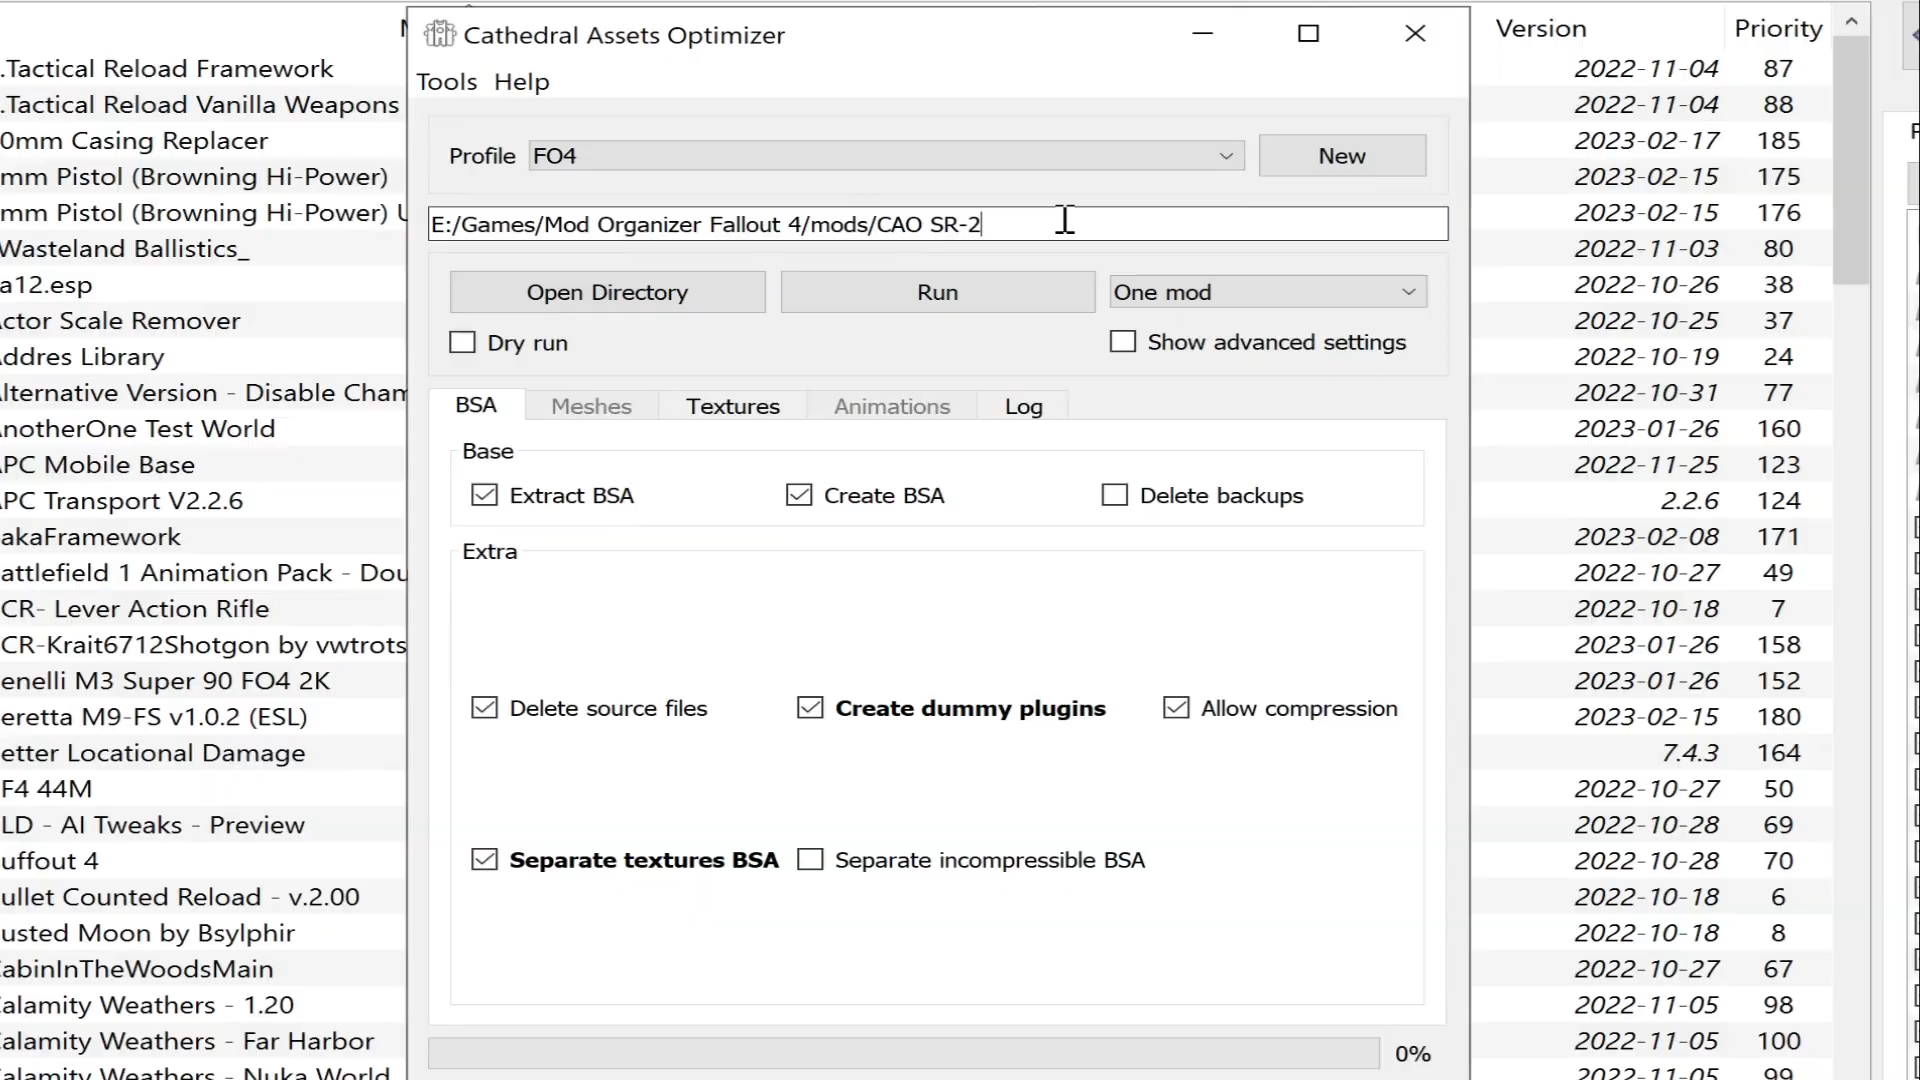 Cathedral Assets Optimizer
Tools Help
Profile FO4 New
E:/Games/Mod Organizer Fallout 4/mods/CAO SR-2
Open Directory Run One mod
Dry run Show advanced settings
BSA Meshes Textures Animations Log
Base
Extract BSA Create BSA Delete backups
Extra
Delete source files Create dummy plugins Allow compression
Separate textures BSA Separate incompressible BSA
0%
Version Priority
.Tactical Reload Framework 2022-11-04 87
.Tactical Reload Vanilla Weapons 2022-11-04 88
0mm Casing Replacer 2023-02-17 185
mm Pistol (Browning Hi-Power) 2023-02-15 175
mm Pistol (Browning Hi-Power) U 2023-02-15 176
Wasteland Ballistics_ 2022-11-03 80
a12.esp 2022-10-26 38
ctor Scale Remover 2022-10-25 37
ddres Library 2022-10-19 24
lternative Version - Disable Cham 2022-10-31 77
notherOne Test World 2023-01-26 160
PC Mobile Base 2022-11-25 123
PC Transport V2.2.6 2.2.6 124
akaFramework 2023-02-08 171
attlefield 1 Animation Pack - Dou 2022-10-27 49
CR- Lever Action Rifle 2022-10-18 7
CR-Krait6712Shotgon by vwtrots 2023-01-26 158
enelli M3 Super 90 FO4 2K 2023-01-26 152
eretta M9-FS v1.0.2 (ESL) 2023-02-15 180
etter Locational Damage 7.4.3 164
F4 44M 2022-10-27 50
LD - AI Tweaks - Preview 2022-10-28 69
uffout 4 2022-10-28 70
ullet Counted Reload - v.2.00 2022-10-18 6
usted Moon by Bsylphir 2022-10-18 8
abinInTheWoodsMain 2022-10-27 67
alamity Weathers - 1.20 2022-11-05 98
alamity Weathers - Far Harbor 2022-11-05 100
alamity Weathers - Nuka World 2022-11-05 99